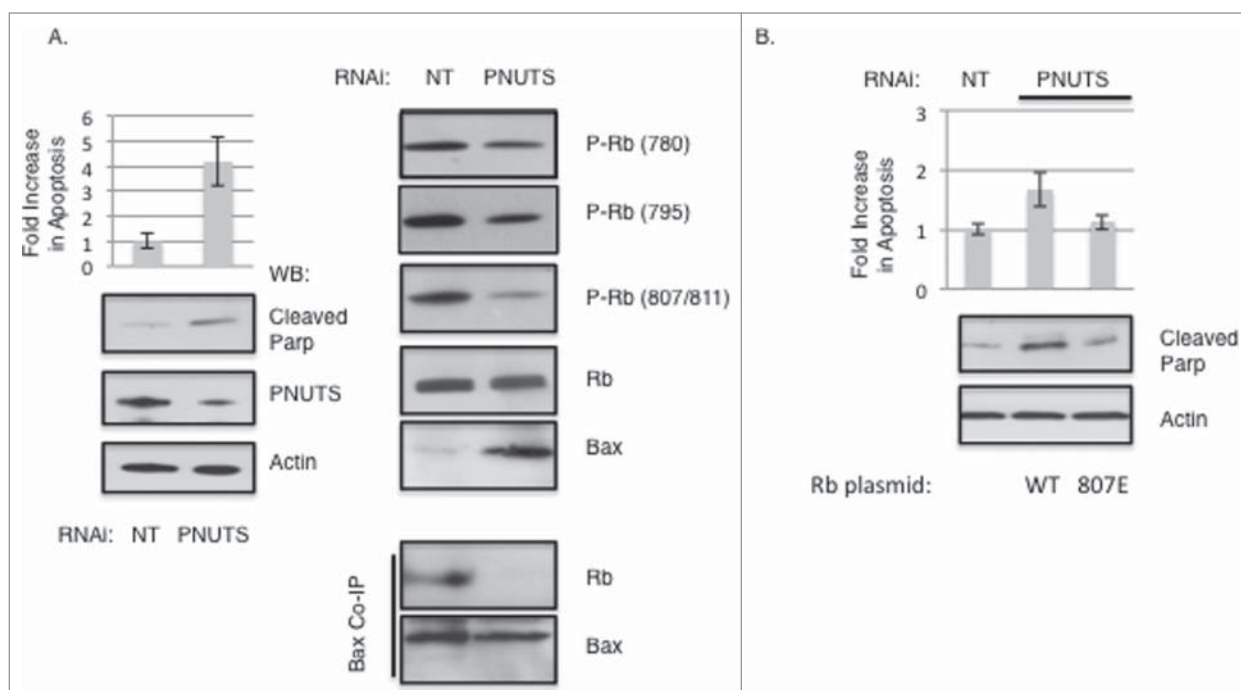 A.
RNAi: NT PNUTS
6
5
4
3
2
1
0
Fold Increase
in Apoptosis
WB:
Cleaved
Parp
PNUTS
Actin
RNAi: NT PNUTS
P-Rb (780)
P-Rb (795)
P-Rb (807/811)
Rb
Bax
Bax Co-IP
Rb
Bax
B.
RNAi: NT PNUTS
3
2
1
0
Fold Increase
in Apoptosis
Cleaved
Parp
Actin
Rb plasmid: WT 807E